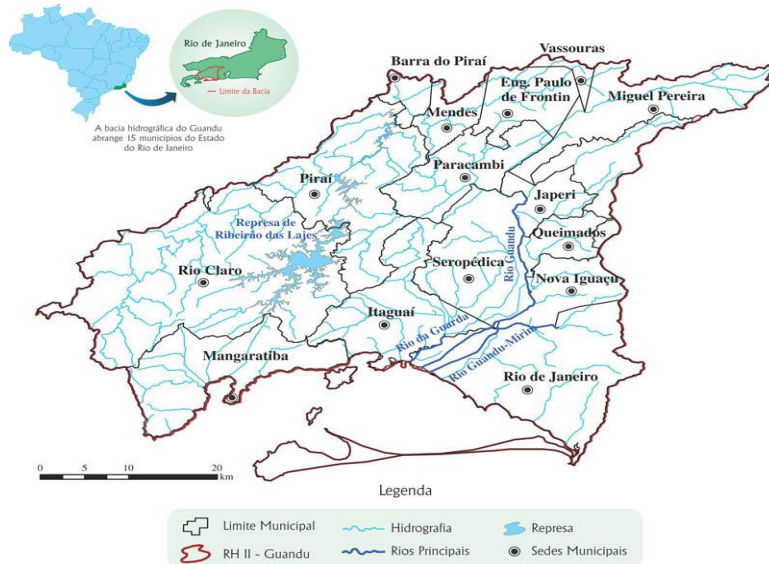 Rio de Janeiro
Limite da Bacia
A bacia hidrográfica do Guandu
abrange 15 municípios do Estado
do Rio de Janeiro
Vassouras
Barra do Piraí
Eng. Paulo
de Frontin
Miguel Pereira
Mendes
Paracambi
Piraí
Japeri
Represa de
Ribeirão das Lajes
Queimados
Rio Guandu
Seropédica
Rio Claro
Nova Iguaçu
Itaguaí
Rio da Guarda
Rio Guandu-Mirim
Mangaratiba
Rio de Janeiro
0 10 20
km
Legenda
Limite Municipal
Hidrografia
Represa
RH II - Guandu
Rios Principais
Sedes Municipais